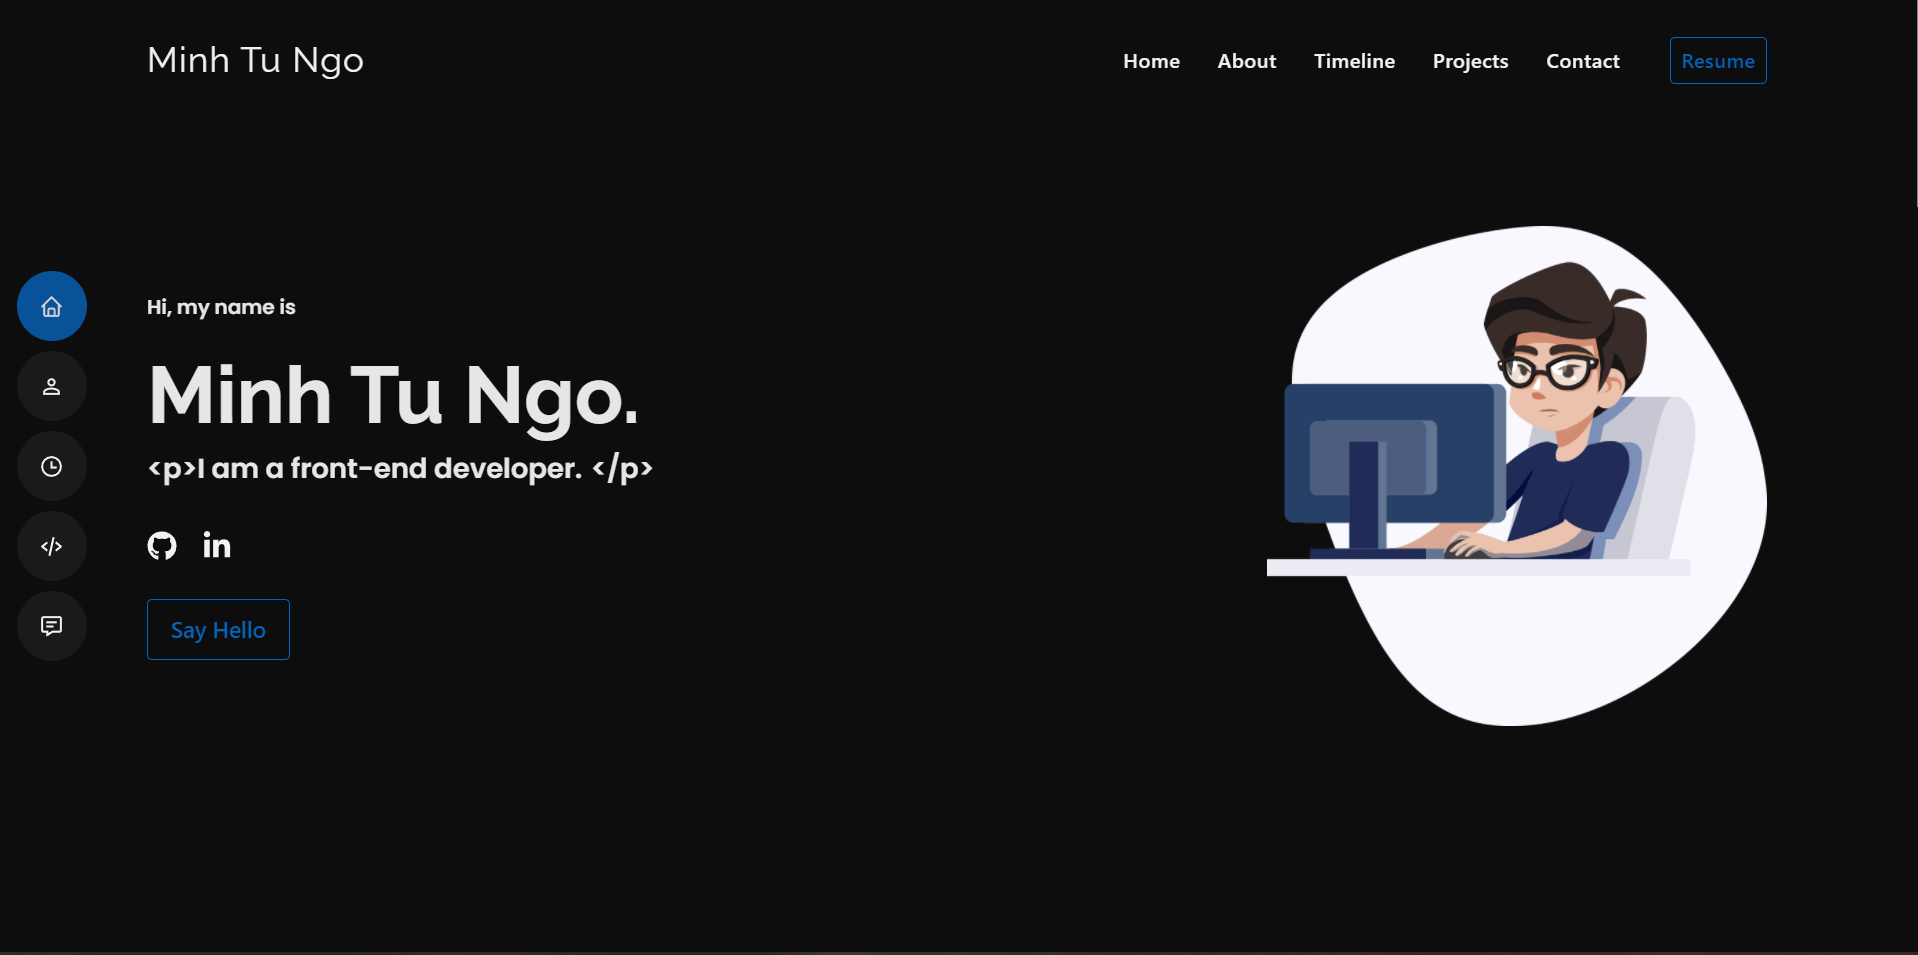 Minh Tu Ngo
Home About Timeline Projects Contact Resume
Hi, my name is
Minh Tu Ngo.
<p>I am a front-end developer. </p>
Say Hello